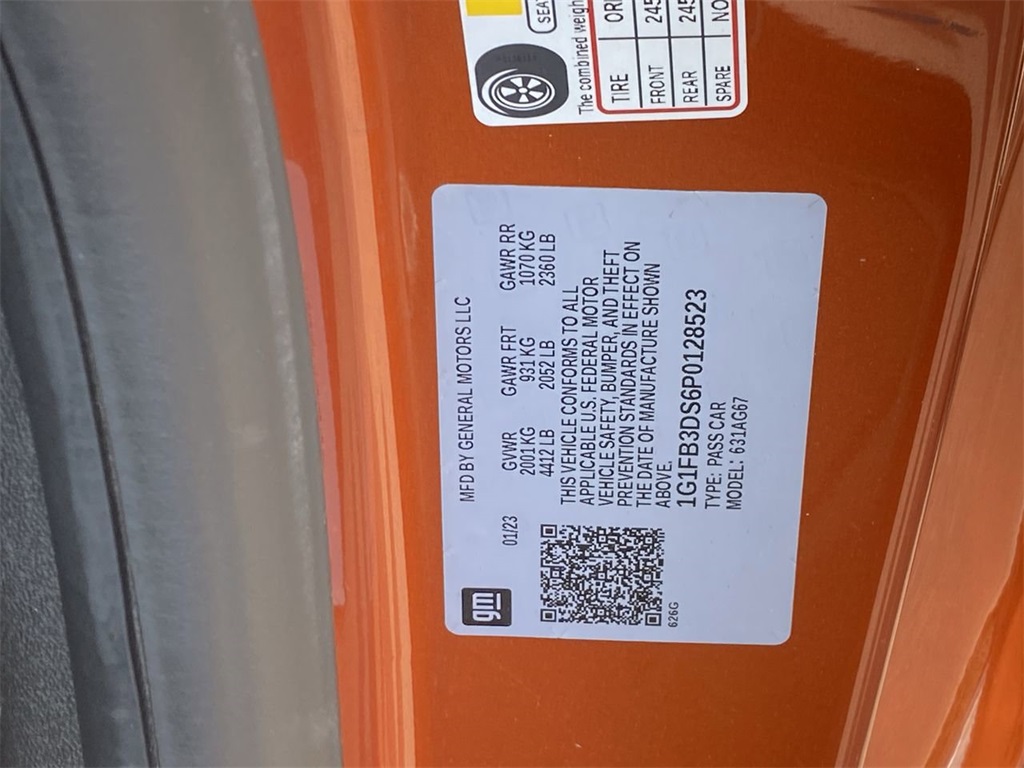 MFD BY GENERAL MOTORS LLC
gm
01/23
GVWR
2001 KG
4412 LB
GAWR FRT
931 KG
2052 LB
GAWR RR
1070 KG
2360 LB
THIS VEHICLE CONFORMS TO ALL
APPLICABLE U.S. FEDERAL MOTOR
VEHICLE SAFETY, BUMPER, AND THEFT
PREVENTION STANDARDS IN EFFECT ON
THE DATE OF MANUFACTURE SHOWN
ABOVE.
626G
1G1FB3DS6P0128523
TYPE: PASS CAR
MODEL: 631AG67
The combined
TIRE
FRONT 245
REAR 245
SPARE